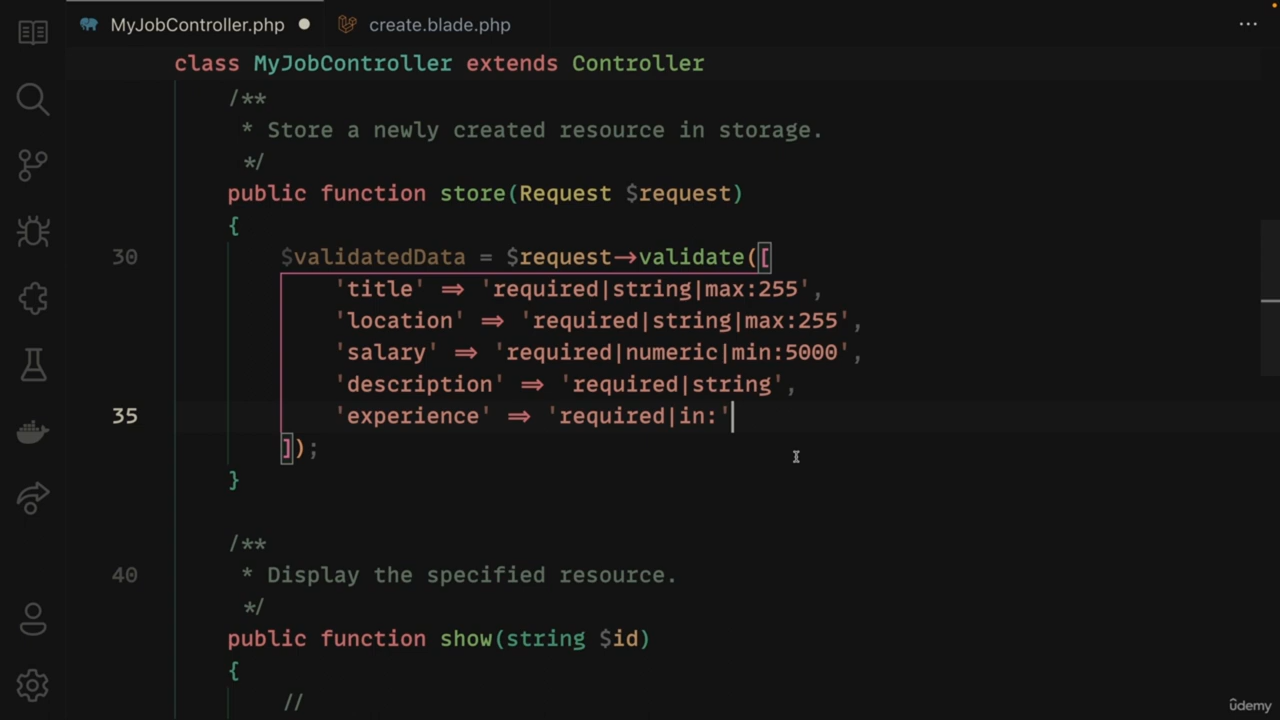 MyJobController.php
create.blade.php
class MyJobController extends Controller
/**
* Store a newly created resource in storage.
*/
public function store(Request $request)
{
30 $validatedData = $request->validate([
'title' => 'required|string|max:255',
'location' => 'required|string|max:255',
'salary' => 'required|numeric|min:5000',
'description' => 'required|string',
35 'experience' => 'required|in:'
]);
}
/**
40 * Display the specified resource.
*/
public function show(string $id)
{
//
ûdemy